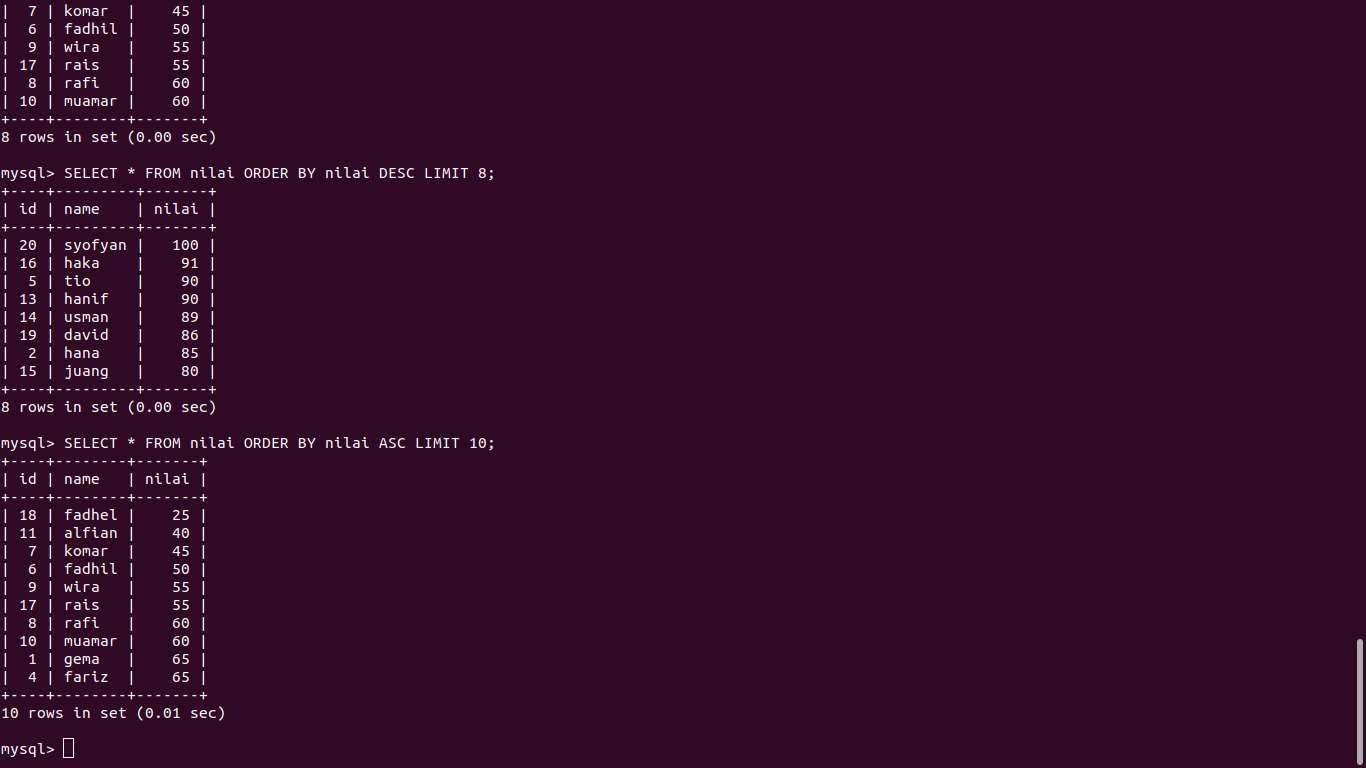 |  7 | komar  |    45 |
|  6 | fadhil |    50 |
|  9 | wira   |    55 |
| 17 | rais   |    55 |
|  8 | rafi   |    60 |
| 10 | muamar |    60 |
+----+--------+-------+
8 rows in set (0.00 sec)

mysql> SELECT * FROM nilai ORDER BY nilai DESC LIMIT 8;
+----+---------+-------+
| id | name    | nilai |
+----+---------+-------+
| 20 | syofyan |   100 |
| 16 | haka    |    91 |
|  5 | tio     |    90 |
| 13 | hanif   |    90 |
| 14 | usman   |    89 |
| 19 | david   |    86 |
|  2 | hana    |    85 |
| 15 | juang   |    80 |
+----+---------+-------+
8 rows in set (0.00 sec)

mysql> SELECT * FROM nilai ORDER BY nilai ASC LIMIT 10;
+----+--------+-------+
| id | name   | nilai |
+----+--------+-------+
| 18 | fadhel |    25 |
| 11 | alfian |    40 |
|  7 | komar  |    45 |
|  6 | fadhil |    50 |
|  9 | wira   |    55 |
| 17 | rais   |    55 |
|  8 | rafi   |    60 |
| 10 | muamar |    60 |
|  1 | gema   |    65 |
|  4 | fariz  |    65 |
+----+--------+-------+
10 rows in set (0.01 sec)

mysql>